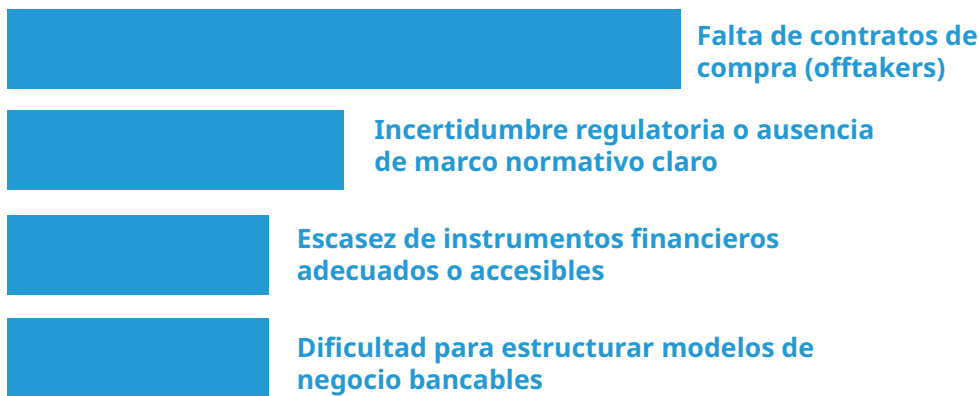 Falta de contratos de
compra (offtakers)
Incertidumbre regulatoria o ausencia
de marco normativo claro
Escasez de instrumentos financieros
adecuados o accesibles
Dificultad para estructurar modelos de
negocio bancables